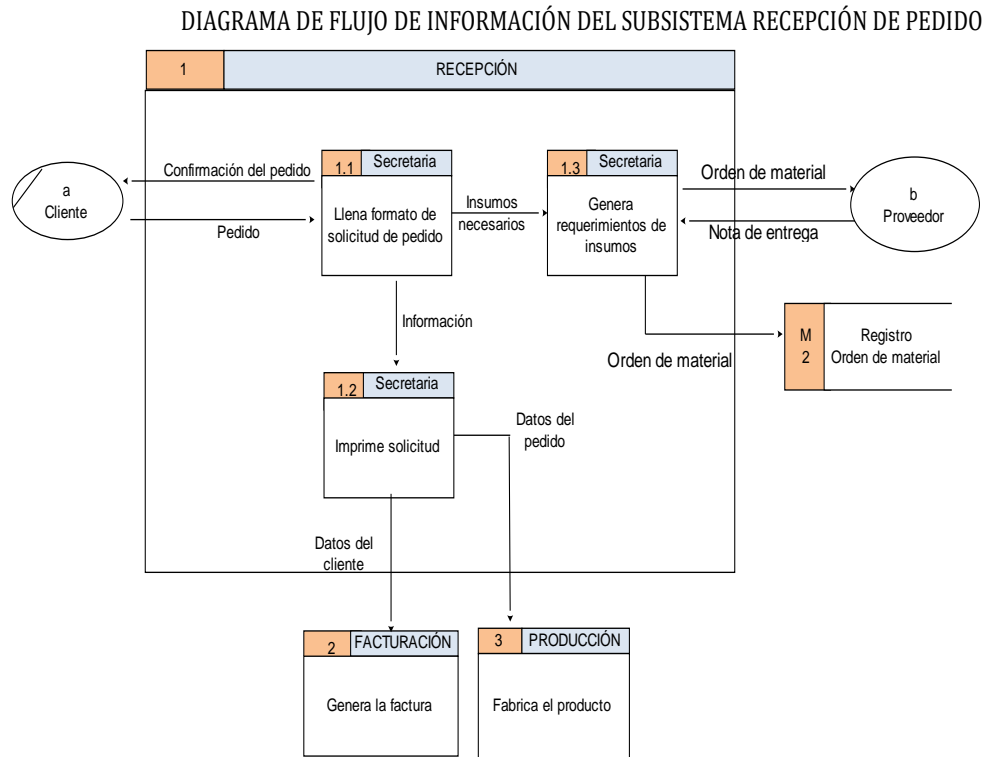 DIAGRAMA DE FLUJO DE INFORMACIÓN DEL SUBSISTEMA RECEPCIÓN DE PEDIDO
1
RECEPCIÓN
a
Cliente
Confirmación del pedido
Pedido
1.1
Secretaria
Llena formato de
solicitud de pedido
Insumos
necesarios
1.3
Secretaria
Genera
requerimientos de
insumos
Orden de material
Nota de entrega
b
Proveedor
Información
Orden de material
M
2
Registro
Orden de material
1.2
Secretaria
Imprime solicitud
Datos del
pedido
Datos del
cliente
2
FACTURACIÓN
Genera la factura
3
PRODUCCIÓN
Fabrica el producto